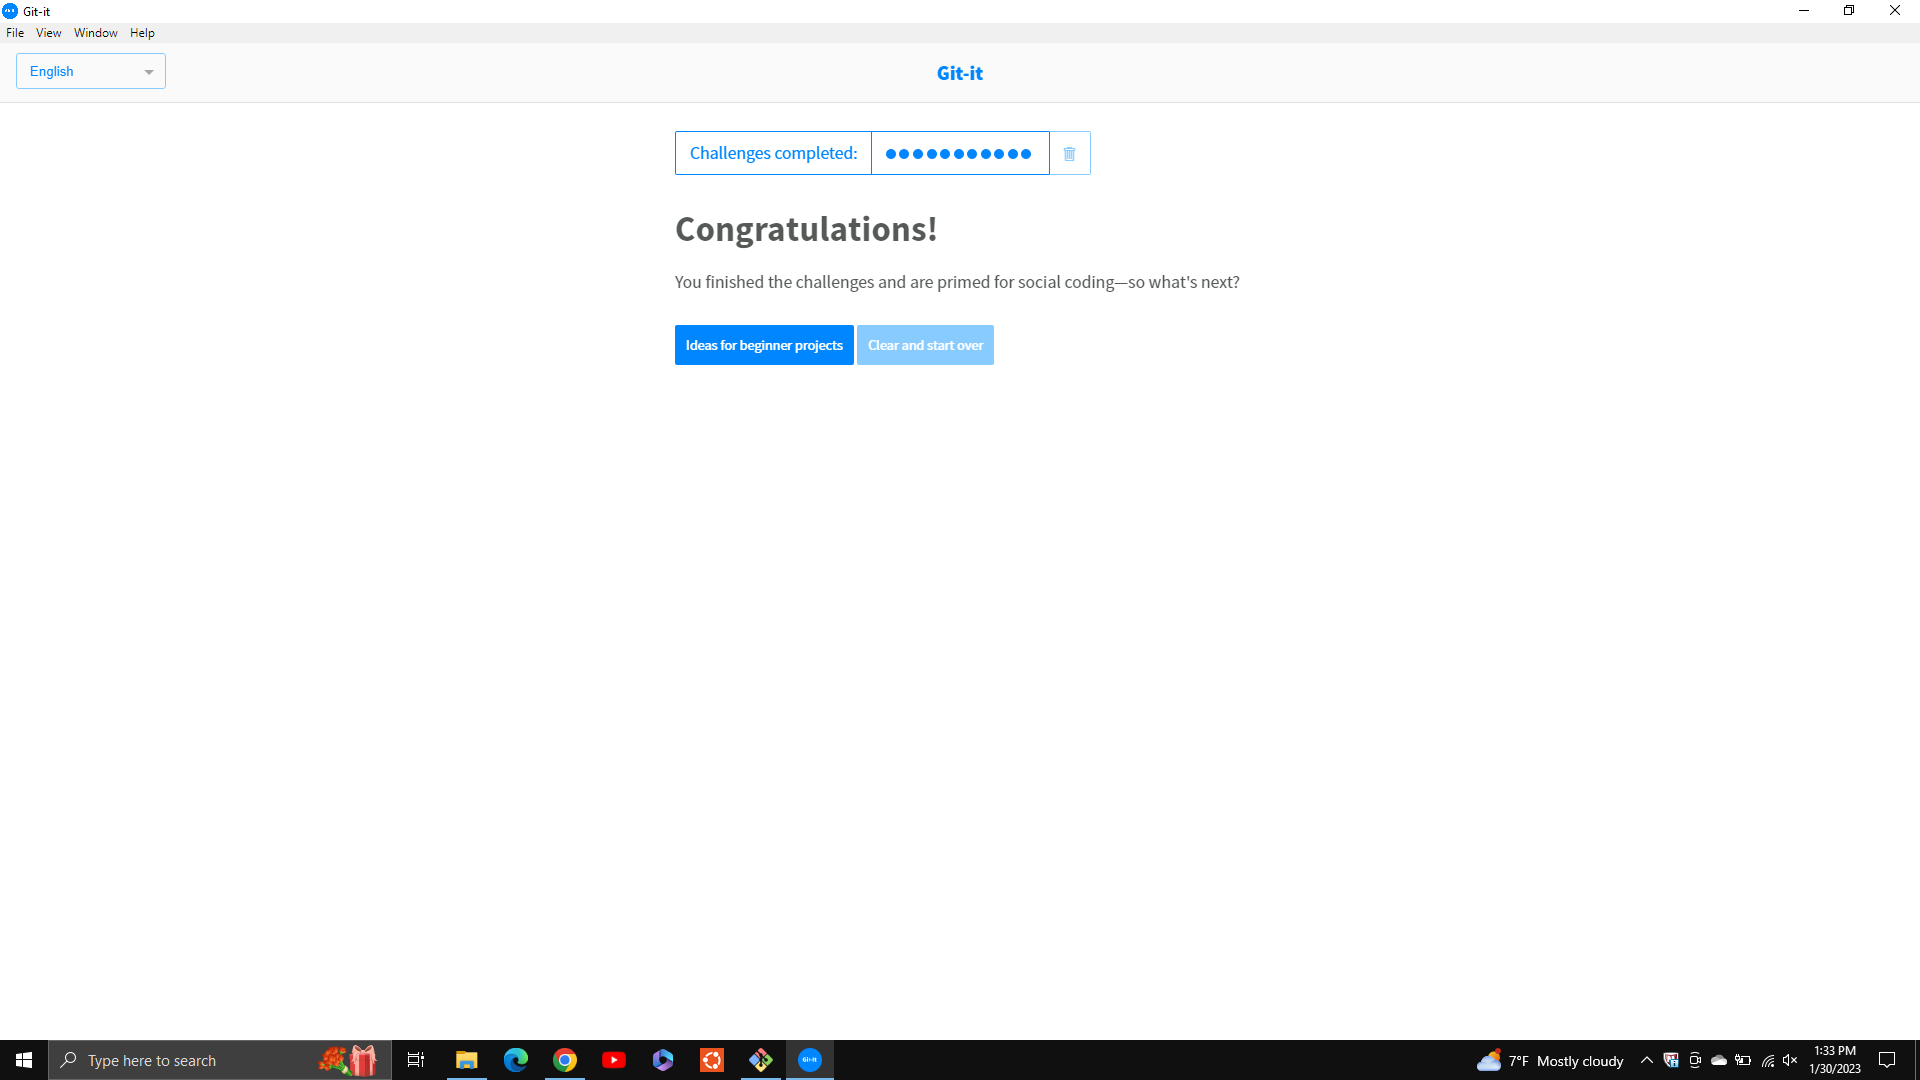 Git-it
File View Window Help
English
Git-it
Challenges completed:
Congratulations!
You finished the challenges and are primed for social coding—so what's next?
Ideas for beginner projects
Clear and start over
Type here to search
Git-it
7°F Mostly cloudy
1:33 PM
1/30/2023